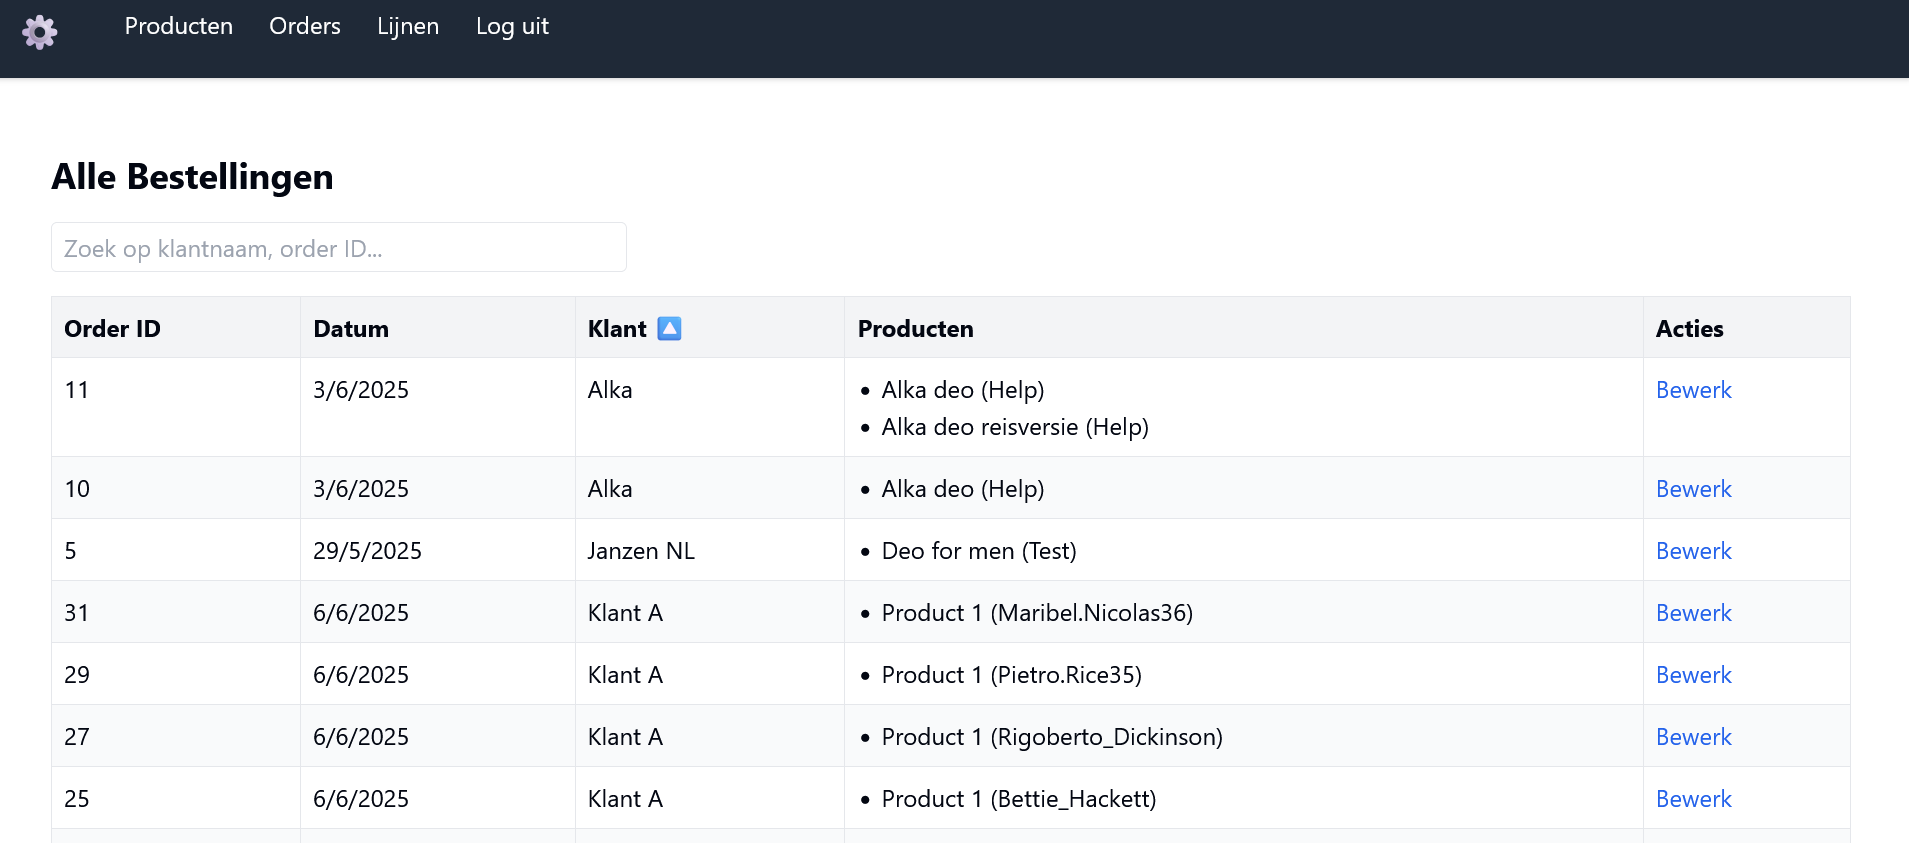 Producten Orders Lijnen Log uit
Alle Bestellingen
Zoek op klantnaam, order ID...
Order ID Datum Klant 🔼 Producten Acties
11 3/6/2025 Alka • Alka deo (Help) Bewerk
• Alka deo reisversie (Help)
10 3/6/2025 Alka • Alka deo (Help) Bewerk
5 29/5/2025 Janzen NL • Deo for men (Test) Bewerk
31 6/6/2025 Klant A • Product 1 (Maribel.Nicolas36) Bewerk
29 6/6/2025 Klant A • Product 1 (Pietro.Rice35) Bewerk
27 6/6/2025 Klant A • Product 1 (Rigoberto_Dickinson) Bewerk
25 6/6/2025 Klant A • Product 1 (Bettie_Hackett) Bewerk